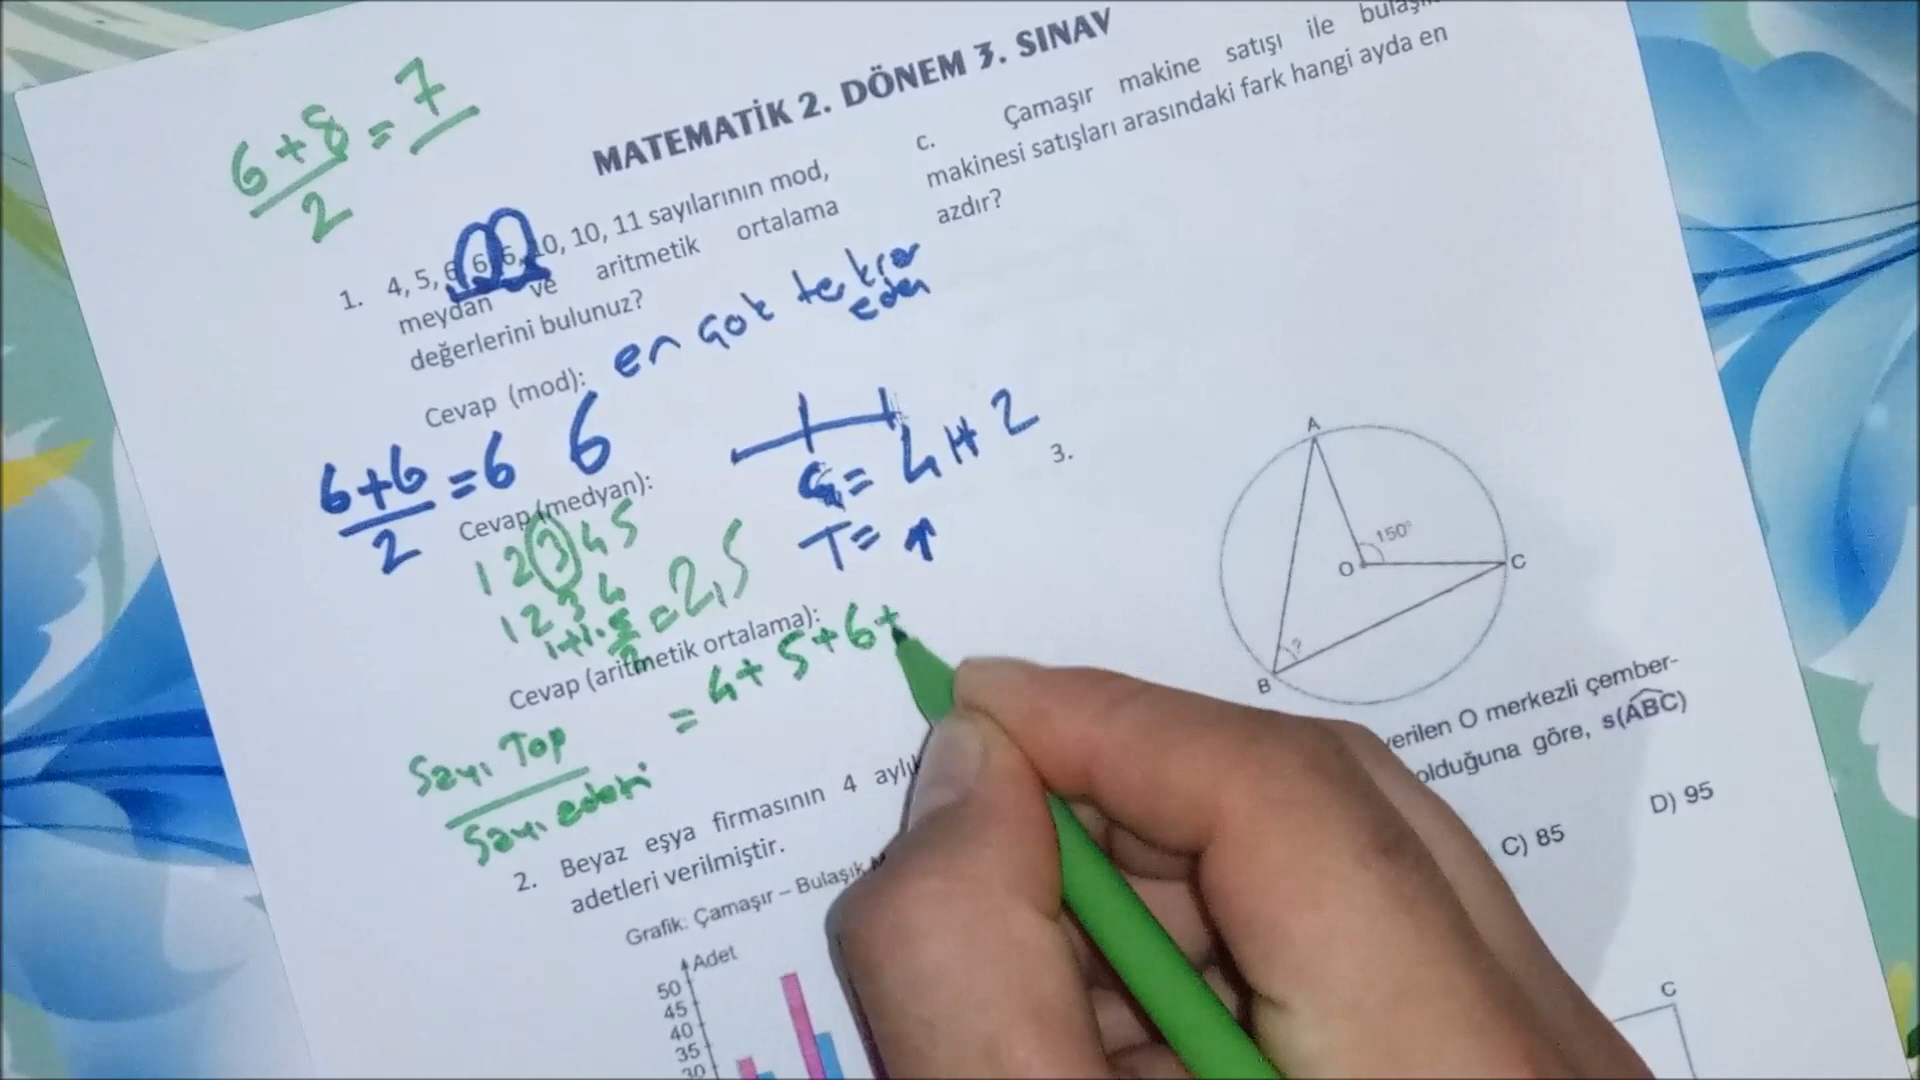 MATEMATİK 2. DÖNEM 3. SINAV
6+8 = 7
2
1. 4, 5, 6, 6, 6, 10, 10, 11 sayılarının mod,
meydan ve aritmetik ortalama
değerlerini bulunuz?
Cevap (mod): en çok tekrar
eden
6+6 = 6
2
6
Cevap (medyan):
1 2 3 4 5
1 2 3 4
= 2,5
Ç = 4 H + 2
T = ↑
Cevap (aritmetik ortalama):
= 4+5+6+
Sayı Top
Sayı adeti
2. Beyaz eşya firmasının 4 aylık
adetleri verilmiştir.
Grafik: Çamaşır – Bulaşık
Adet
50
45
40
35
30
c. Çamaşır makine satışı ile
makinesi satışları arasındaki fark hangi ayda en
azdır?
3.
A
150°
O
C
B
?
verilen O merkezli çember-
olduğuna göre, s(ABC)
C) 85
D) 95
C